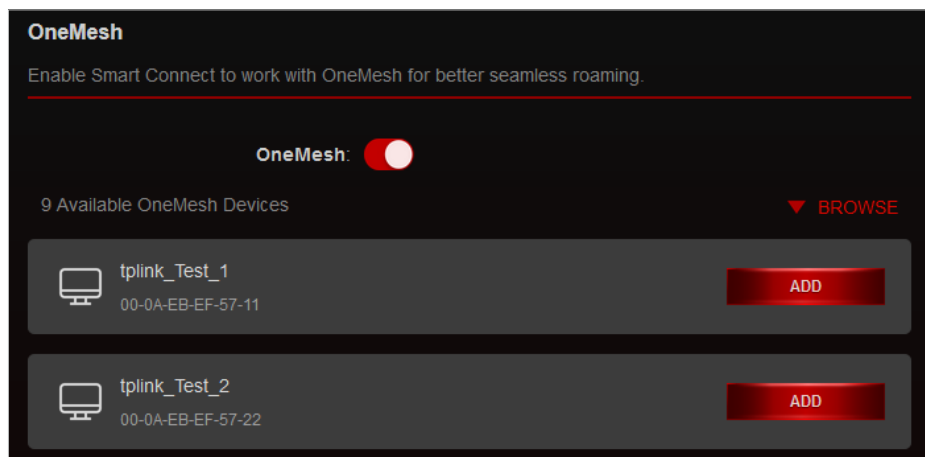 OneMesh
Enable Smart Connect to work with OneMesh for better seamless roaming.
OneMesh:
9 Available OneMesh Devices
BROWSE
tplink_Test_1
00-0A-EB-EF-57-11
ADD
tplink_Test_2
00-0A-EB-EF-57-22
ADD